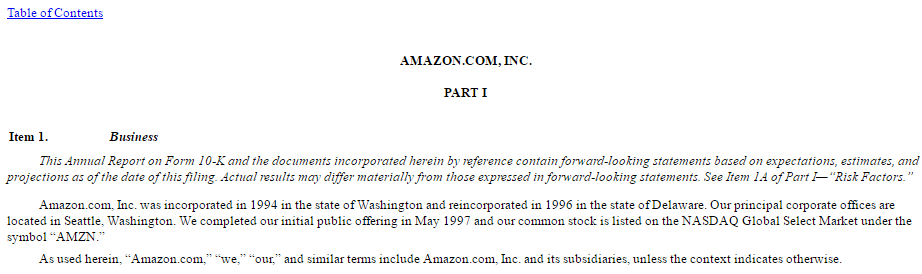 Table of Contents
AMAZON.COM, INC.
PART I
Item 1. Business
This Annual Report on Form 10-K and the documents incorporated herein by reference contain forward-looking statements based on expectations, estimates, and
projections as of the date of this filing. Actual results may differ materially from those expressed in forward-looking statements. See Item 1A of Part I—“Risk Factors.”
Amazon.com, Inc. was incorporated in 1994 in the state of Washington and reincorporated in 1996 in the state of Delaware. Our principal corporate offices are
located in Seattle, Washington. We completed our initial public offering in May 1997 and our common stock is listed on the NASDAQ Global Select Market under the
symbol “AMZN.”
As used herein, “Amazon.com,” “we,” “our,” and similar terms include Amazon.com, Inc. and its subsidiaries, unless the context indicates otherwise.